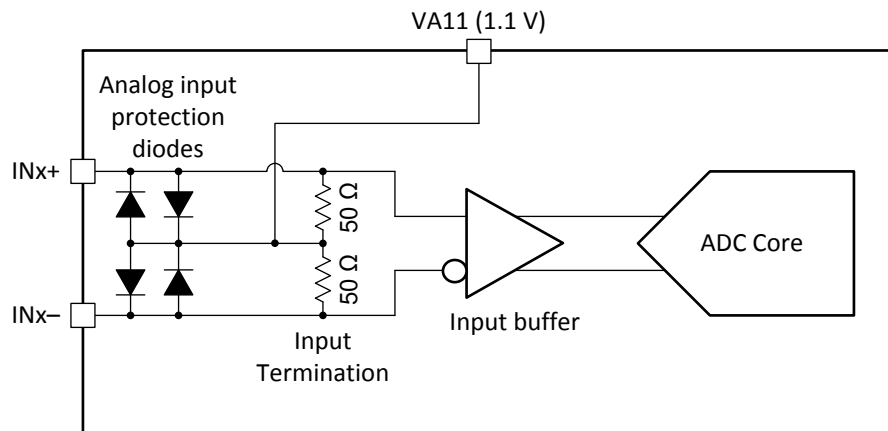 VA11 (1.1 V)
Analog input
protection
diodes
INx+
50 Ω
50 Ω
ADC Core
INx–
Input buffer
Input
Termination